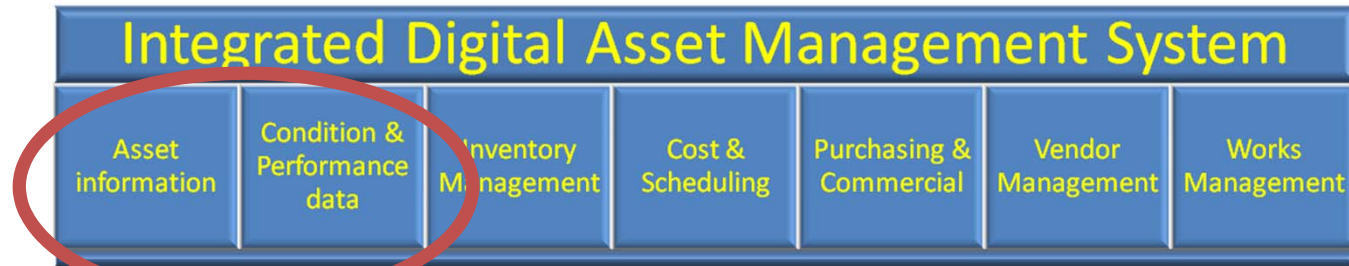 Integrated Digital Asset Management System
Asset
information
Condition &
Performance
data
Inventory
Management
Cost &
Scheduling
Purchasing &
Commercial
Vendor
Management
Works
Management